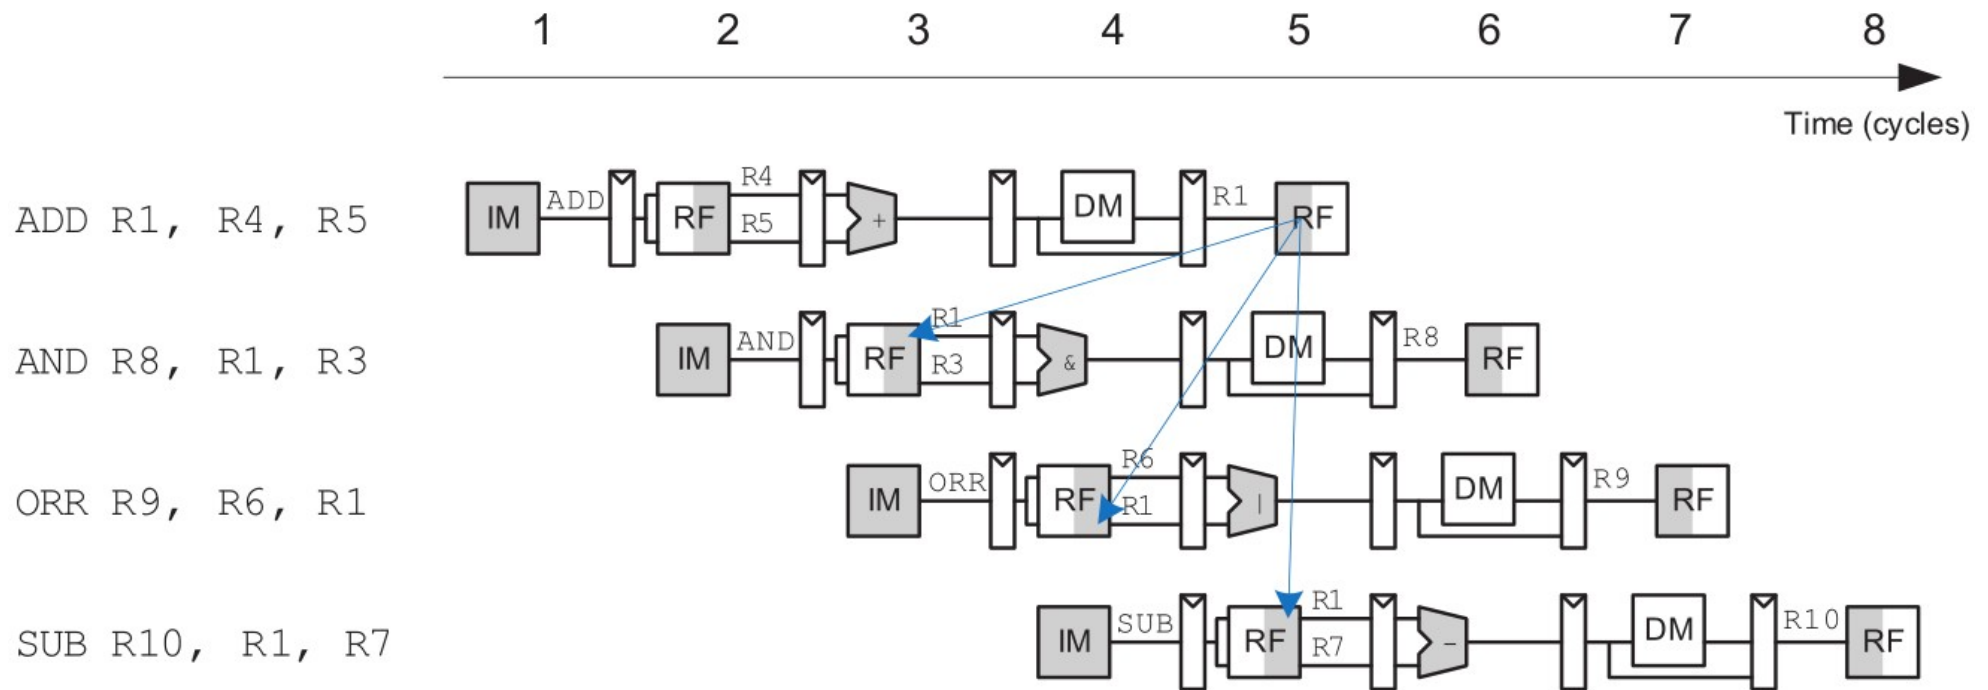 1 2 3 4 5 6 7 8
Time (cycles)
ADD R1, R4, R5 IM ADD RF R4 R5 + DM R1 RF
AND R8, R1, R3 IM AND RF R1 R3 & DM R8 RF
ORR R9, R6, R1 IM ORR RF R6 R1 | DM R9 RF
SUB R10, R1, R7 IM SUB RF R1 R7 - DM R10 RF